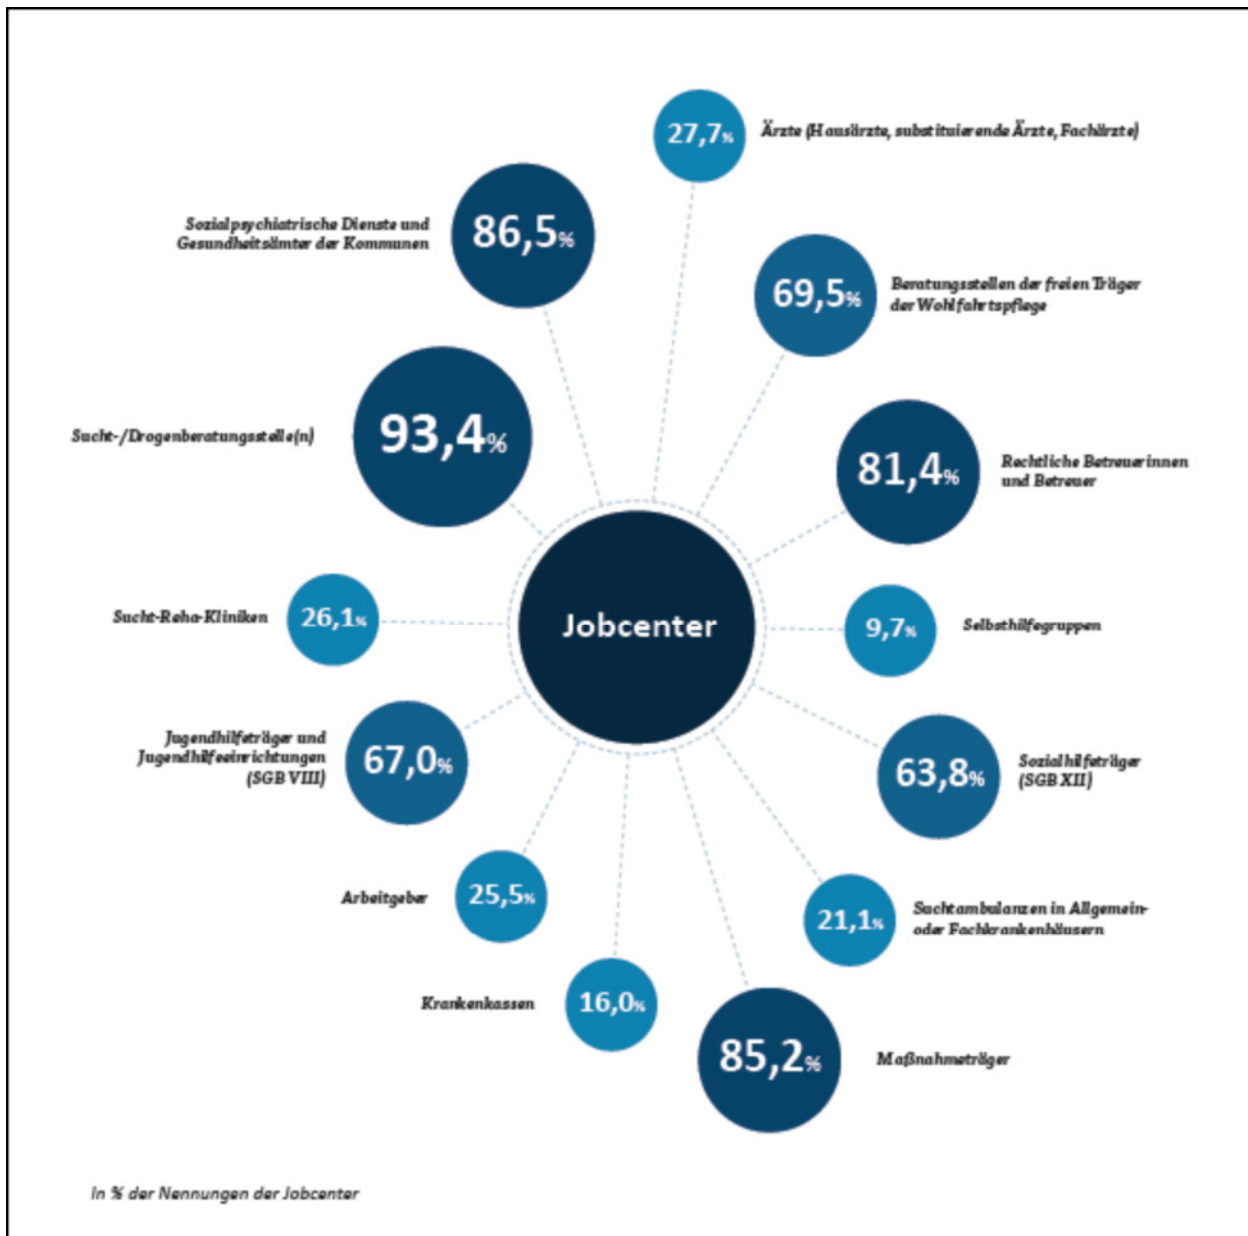 27,7%
Ärzte (Hausärzte, substituierende Ärzte, Fachärzte)
Sozialpsychiatrische Dienste und
Gesundheitsämter der Kommunen
86,5%
69,5%
Beratungsstellen der freien Träger
der Wohlfahrtspflege
Sucht-/Drogenberatungsstelle(n)
93,4%
81,4%
Rechtliche Betreuerinnen
und Betreuer
Sucht-Reha-Kliniken
26,1%
Jobcenter
9,7%
Selbsthilfegruppen
Jugendhilfeträger und
Jugendhilfeeinrichtungen
(SGB VIII)
67,0%
63,8%
Sozialhilfeträger
(SGB XII)
Arbeitgeber
25,5%
21,1%
Suchtambulanzen in Allgemein-
oder Fachkrankenhäusern
Krankenkassen
16,0%
85,2%
Maßnahmeträger
In % der Nennungen der Jobcenter